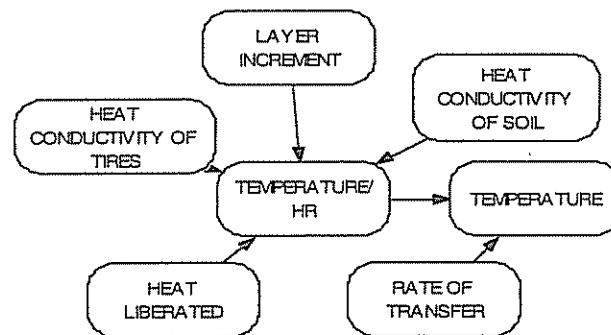 LAYER
INCREMENT
HEAT
CONDUCTIVITY
OF SOIL
HEAT
CONDUCTIVITY OF
TIRES
TEMPERATURE/
HR
TEMPERATURE
HEAT
LIBERATED
RATE OF
TRANSFER